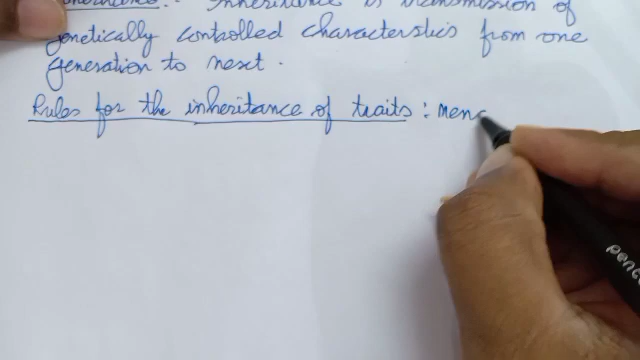 Inheritance is transmission of
genetically controlled characterstics from one
generation to next.
Rules for the inheritance of traits : men
penco